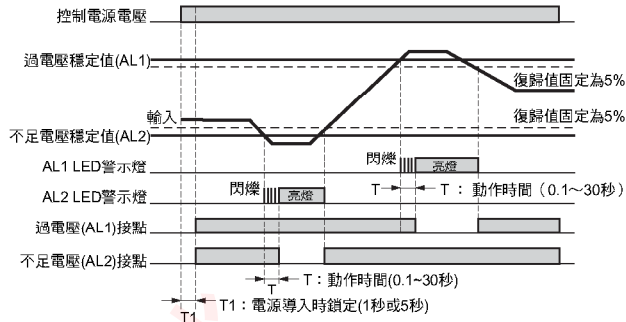 控制電源電壓
過電壓穩定值(AL1)
復歸值固定為5%
輸入
復歸值固定為5%
不足電壓穩定值(AL2)
AL1 LED警示燈
閃爍
亮燈
T
T：動作時間（0.1～30秒）
AL2 LED警示燈
閃爍
亮燈
過電壓(AL1)接點
不足電壓(AL2)接點
T
T：動作時間(0.1~30秒)
T1
T1：電源導入時鎖定(1秒或5秒)